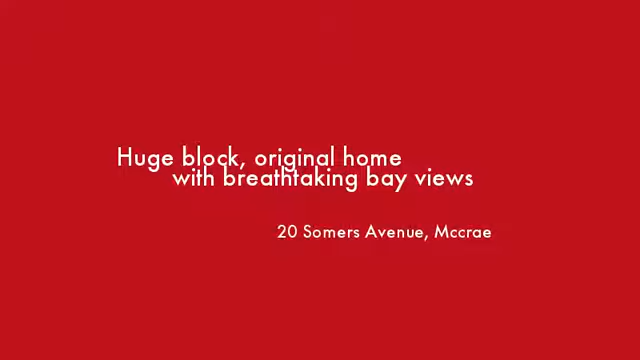 Huge block, original home
with breathtaking bay views
20 Somers Avenue, Mccrae